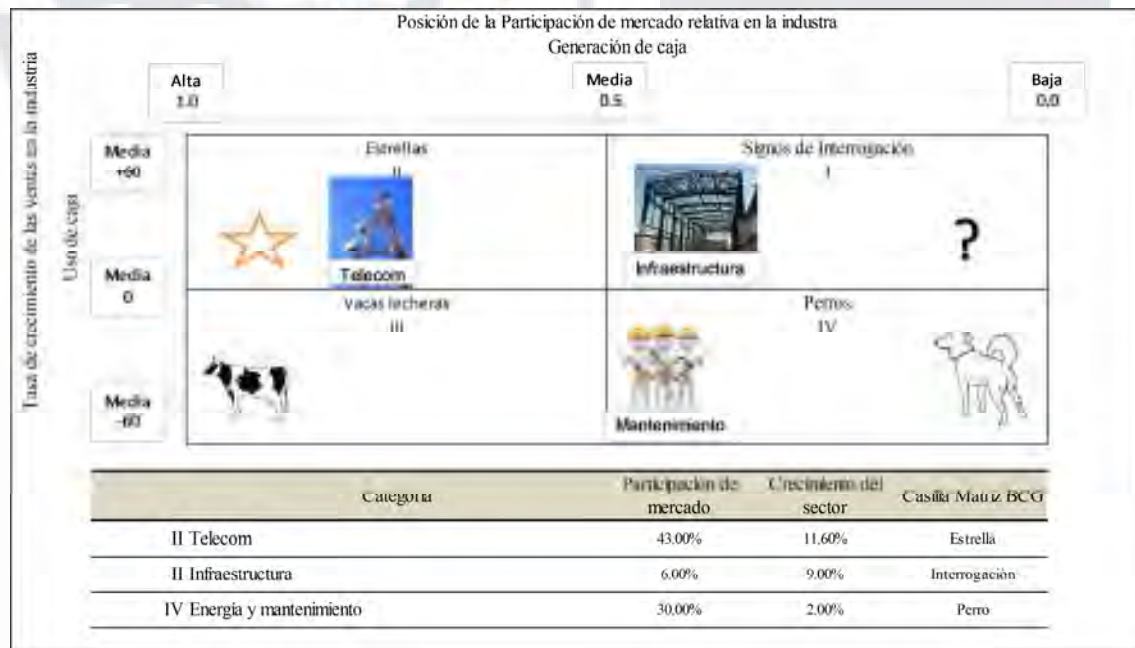 Posición de la Participación de mercado relativa en la industra
Generación de caja
Tasa de crecimiento de las ventas en la industria
Uso de caja
Alta
1.0
Media
0.5
Baja
0,0
Media
+60
Media
0
Media
-60
Estrellas
II
Telecom
Signos de Interrogación
I
?
Infraestructura
Vacas lecheras
III
Perros
IV
Mantenimiento
Categoría Participación de mercado Crecimiento del sector Casilla Matriz BCG
II Telecom 43.00% 11.60% Estrella
II Infraestructura 6.00% 9.00% Interrogación
IV Energía y mantenimiento 30.00% 2.00% Perro